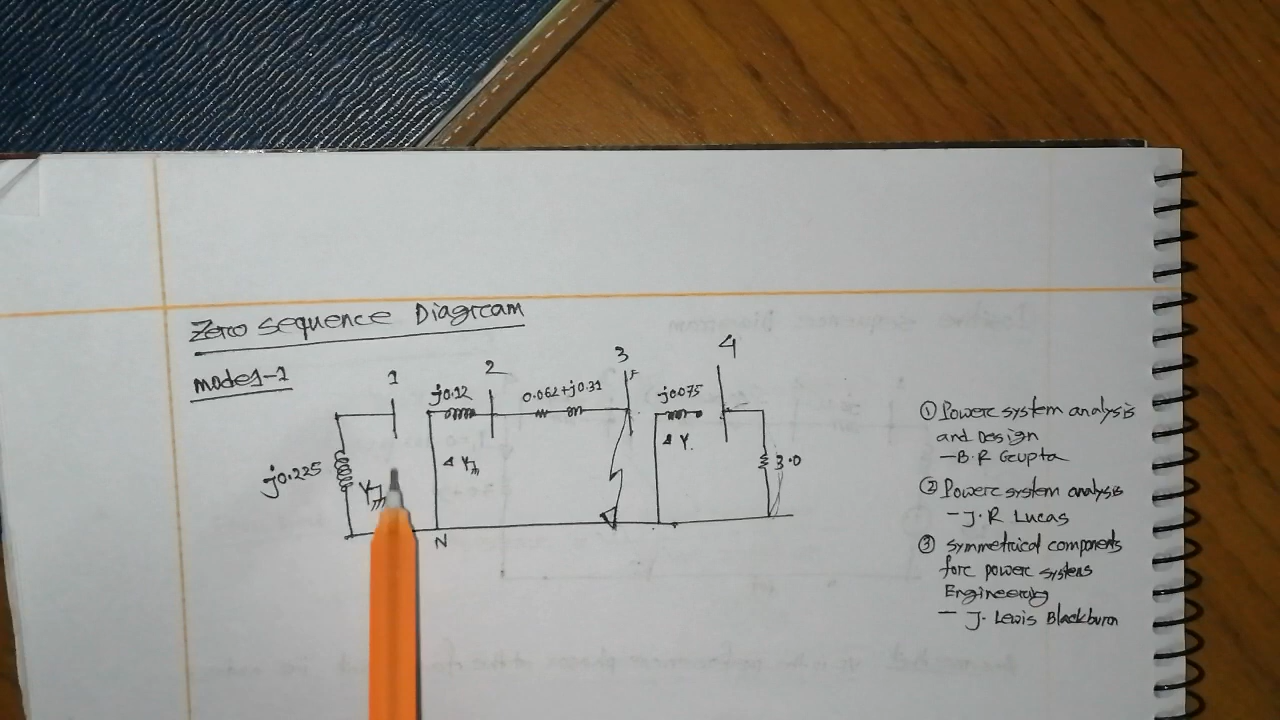 Zero sequence Diagram
mode1-1
1
2
3
F
4
j0.225
j0.12
0.062+j0.31
j0.075
Δ Y
Δ Y.
Y
3.0
N
① Power system analysis
and Design
-B.R Gupta
② Power system analysis
- J.R Lucas
③ symmetrical components
for power systems
Engineering
- J. Lewis Blackburn